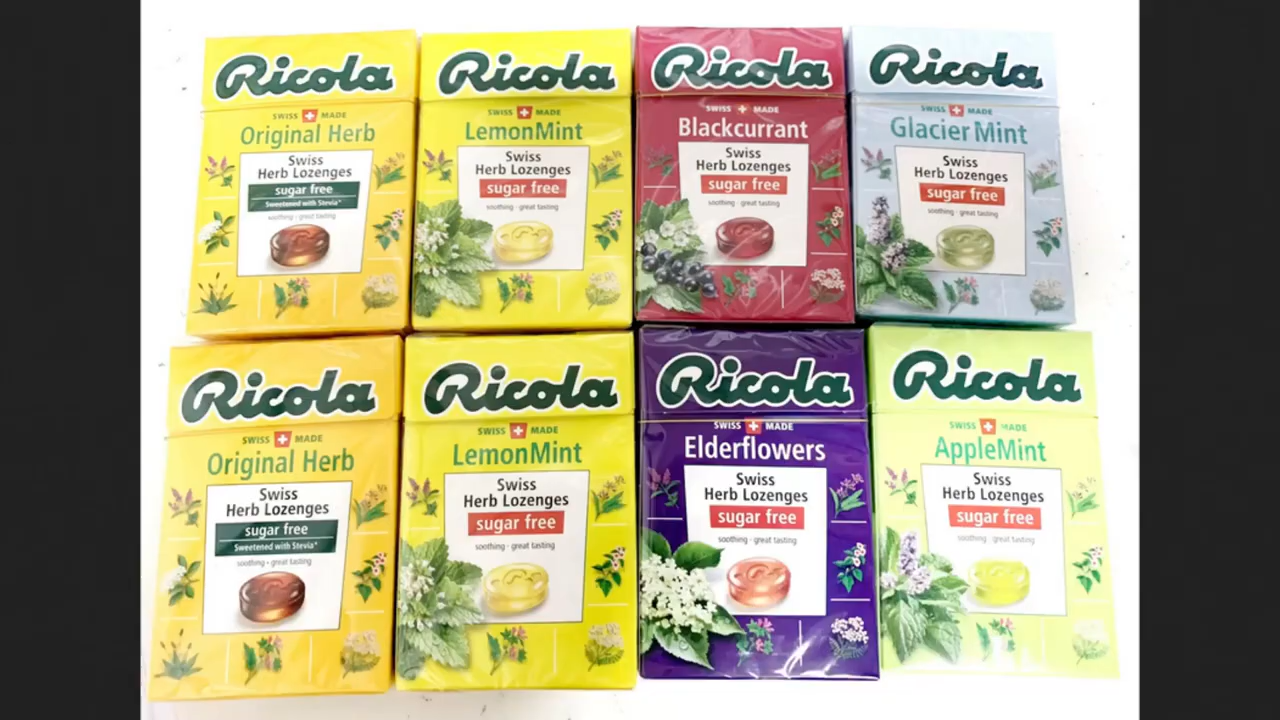 Ricola
SWISS MADE
Original Herb
Swiss
Herb Lozenges
sugar free
Sweetened with Stevia*
soothing - great tasting
Ricola
SWISS MADE
LemonMint
Swiss
Herb Lozenges
sugar free
soothing - great tasting
Ricola
SWISS MADE
Blackcurrant
Swiss
Herb Lozenges
sugar free
soothing - great tasting
Ricola
SWISS MADE
Glacier Mint
Swiss
Herb Lozenges
sugar free
soothing - great tasting
Ricola
SWISS MADE
Original Herb
Swiss
Herb Lozenges
sugar free
Sweetened with Stevia*
soothing - great tasting
Ricola
SWISS MADE
LemonMint
Swiss
Herb Lozenges
sugar free
soothing - great tasting
Ricola
SWISS MADE
Elderflowers
Swiss
Herb Lozenges
sugar free
soothing - great tasting
Ricola
SWISS MADE
AppleMint
Swiss
Herb Lozenges
sugar free
soothing - great tasting